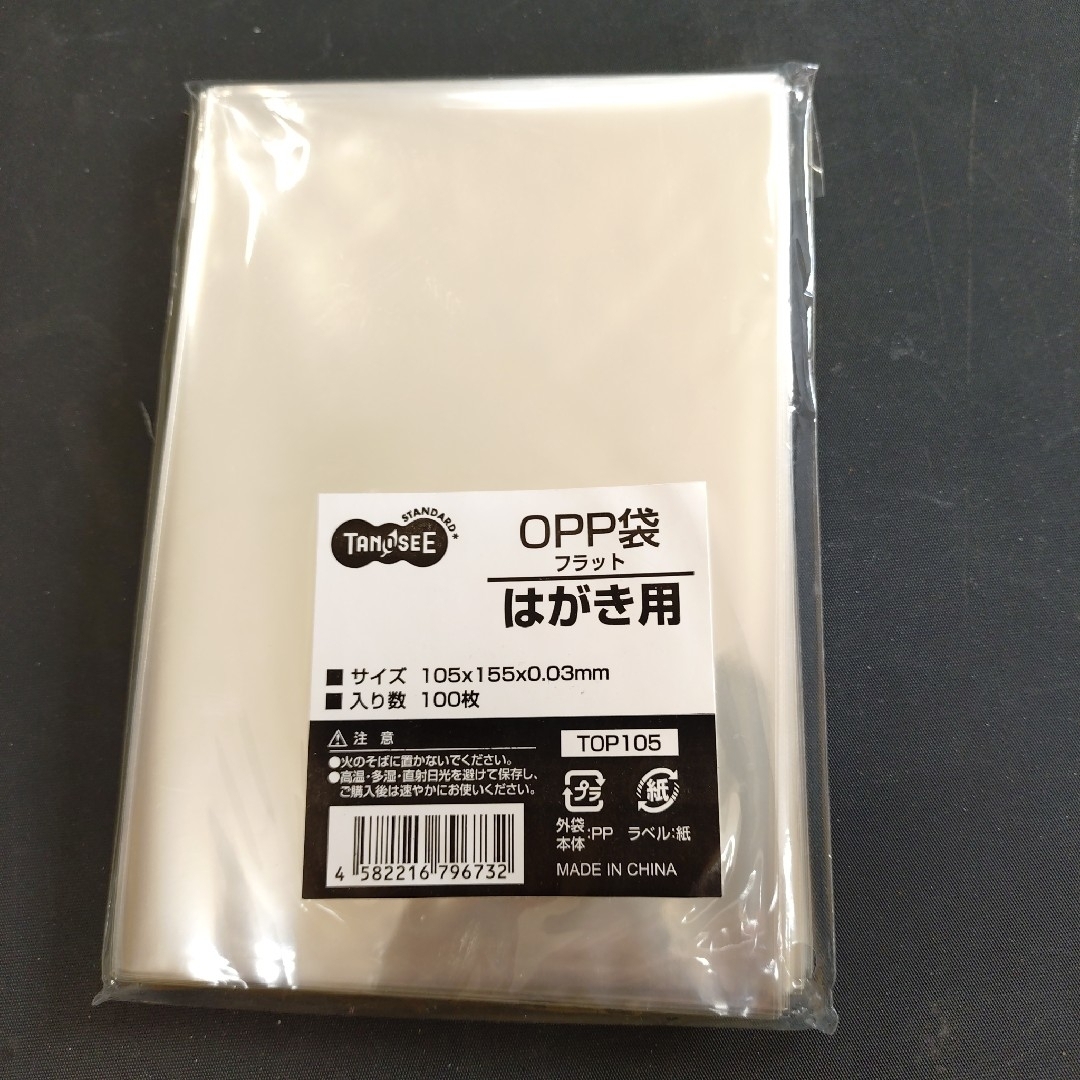 STANDARD*
TANOSEE
OPP袋
フラット
はがき用
■ サイズ 105x155x0.03mm
■ 入り数 100枚
⚠ 注意
●火のそばに置かないでください。
●高温・多湿・直射日光を避けて保存し、
ご購入後は速やかにお使いください。
TOP105
プラ
紙
外袋
本体:PP
ラベル:紙
MADE IN CHINA
4 582216 796732